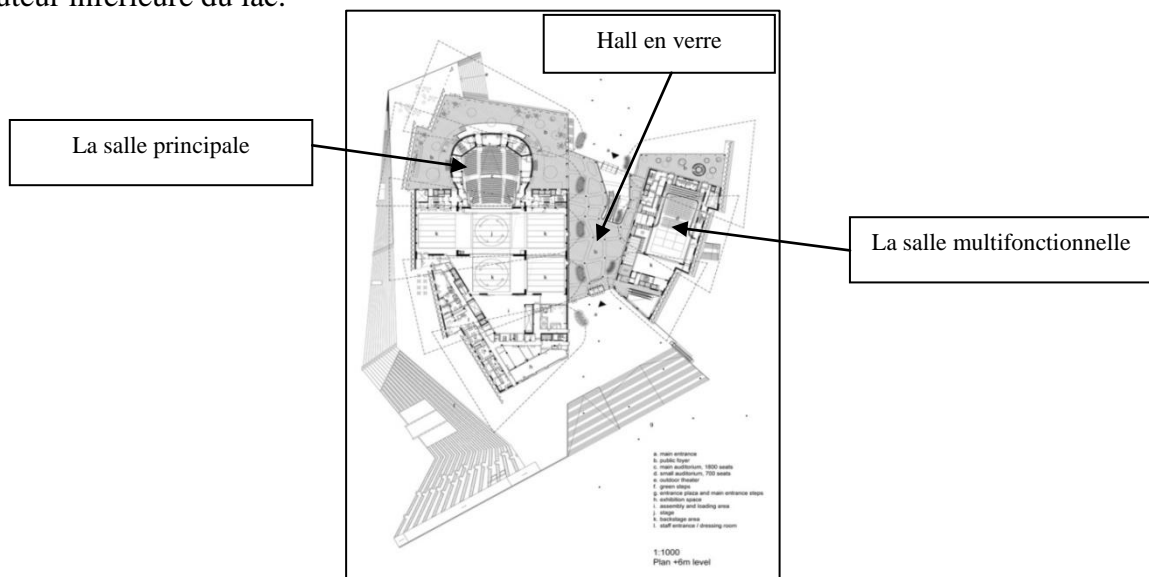 uteur inférieure du lac.
Hall en verre
La salle principale
La salle multifonctionnelle
a. main entrance
b. public foyer
c. main auditorium, 1800 seats
d. small auditorium, 700 seats
e. outdoor theater
f. green steps
g. entrance plaza and main entrance steps
h. exhibition space
i. assembly and loading area
j. stage
k. backstage area
l. staff entrance / dressing room
1:1000
Plan +6m level